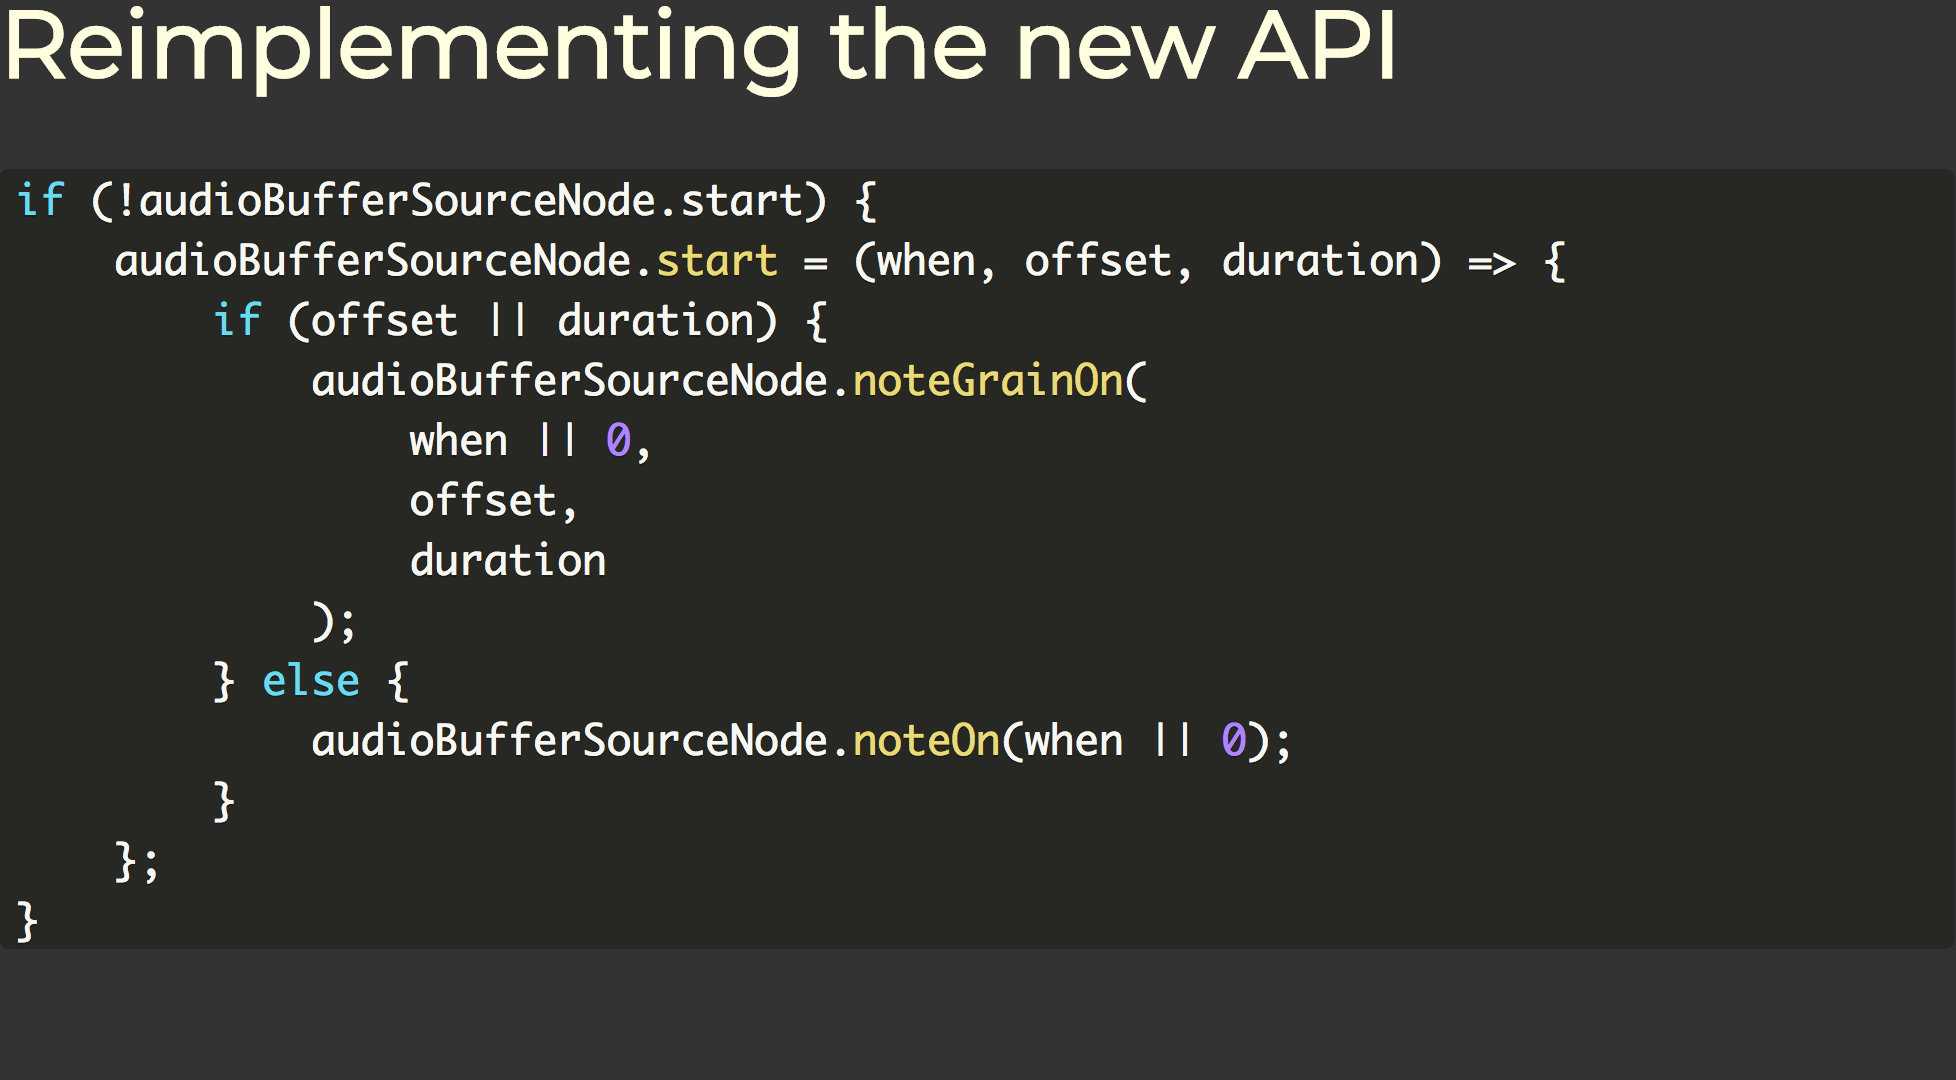 Reimplementing the new API
if (!audioBufferSourceNode.start) {
    audioBufferSourceNode.start = (when, offset, duration) => {
        if (offset || duration) {
            audioBufferSourceNode.noteGrainOn(
                when || 0,
                offset,
                duration
            );
        } else {
            audioBufferSourceNode.noteOn(when || 0);
        }
    };
}